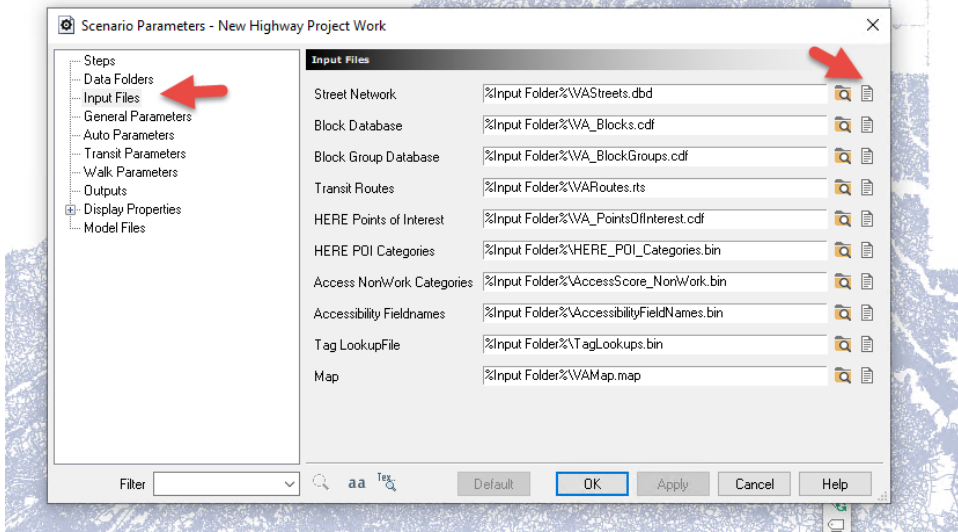 Scenario Parameters - New Highway Project Work
Steps
Data Folders
Input Files
General Parameters
Auto Parameters
Transit Parameters
Walk Parameters
Outputs
Display Properties
Model Files
Input Files
Street Network %Input Folder%\VAStreets.dbd
Block Database %Input Folder%\VA_Blocks.cdf
Block Group Database %Input Folder%\VA_BlockGroups.cdf
Transit Routes %Input Folder%\VARoutes.rts
HERE Points of Interest %Input Folder%\VA_PointsOfInterest.cdf
HERE POI Categories %Input Folder%\HERE_POI_Categories.bin
Access NonWork Categories %Input Folder%\AccessScore_NonWork.bin
Accessibility Fieldnames %Input Folder%\AccessibilityFieldNames.bin
Tag LookupFile %Input Folder%\TagLookups.bin
Map %Input Folder%\VAMap.map
Filter aa Tex Default OK Apply Cancel Help